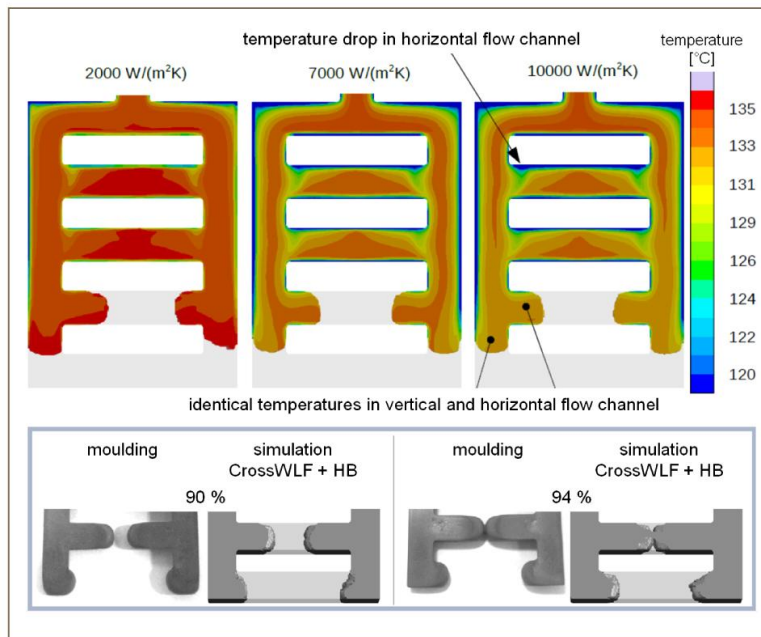 temperature drop in horizontal flow channel
temperature
[°C]
2000 W/(m²K)
7000 W/(m²K)
10000 W/(m²K)
135
133
131
129
126
124
122
120
identical temperatures in vertical and horizontal flow channel
moulding
simulation
CrossWLF + HB
90 %
moulding
simulation
CrossWLF + HB
94 %